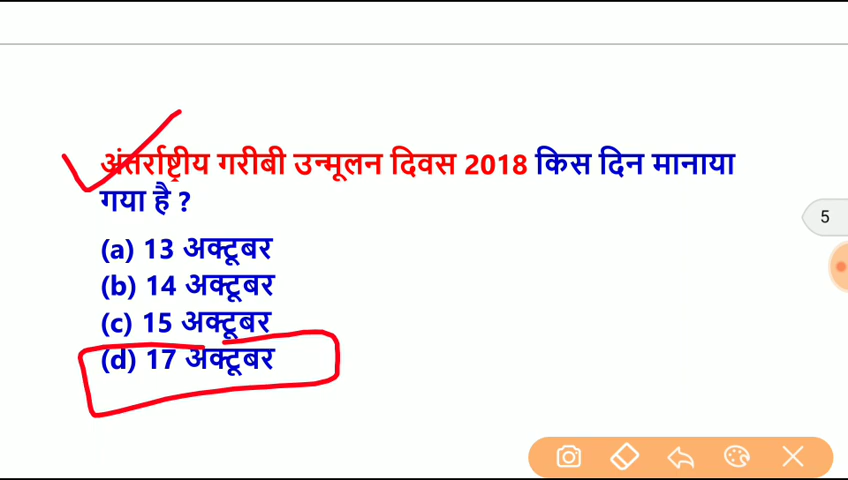 अंतर्राष्ट्रीय गरीबी उन्मूलन दिवस 2018 किस दिन मानाया
गया है ?
(a) 13 अक्टूबर
(b) 14 अक्टूबर
(c) 15 अक्टूबर
(d) 17 अक्टूबर
5